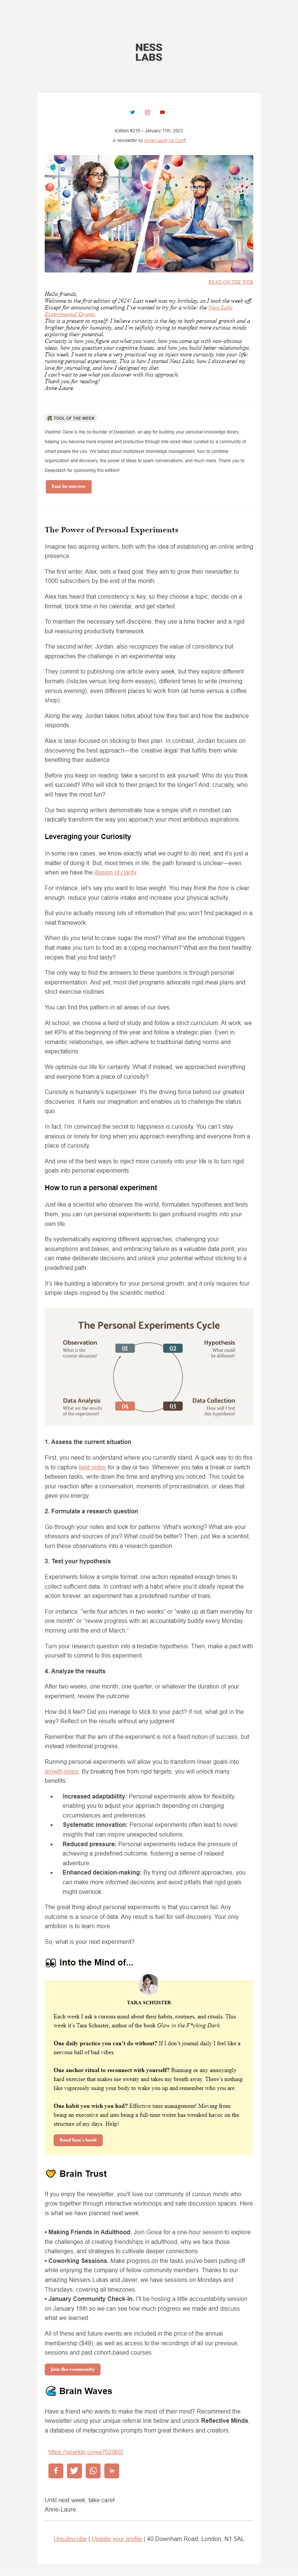 NESS
LABS
Edition #219 – January 11th, 2023
A newsletter by Anne-Laure Le Cunff
READ ON THE WEB
Hello friends,
Welcome to the first edition of 2024! Last week was my birthday, so I took the week off.
Except for announcing something I've wanted to try for a while: the Ness Labs
Experimental Grants.
This is a present to myself: I believe curiosity is the key to both personal growth and a
brighter future for humanity, and I'm selfishly trying to manifest more curious minds
exploring their potential.
Curiosity is how we figure out what you want, how you come up with non-obvious
ideas, how you question your cognitive biases, and how you build better relationships.
This week, I want to share a very practical way to inject more curiosity into your life:
running personal experiments. This is how I started Ness Labs, how I discovered my
love for journaling, and how I designed my diet.
I can't wait to see what you discover with this approach.
Thank you for reading!
Anne-Laure.
TOOL OF THE WEEK
Vladimir Oane is the co-founder of Deepstash, an app for building your personal knowledge library,
helping you become more inspired and productive through bite-sized ideas curated by a community of
smart people like you. We talked about multiplayer knowledge management, how to combine
organization and discovery, the power of ideas to spark conversations, and much more. Thank you to
Deepstash for sponsoring this edition!
Read the interview
The Power of Personal Experiments
Imagine two aspiring writers, both with the idea of establishing an online writing
presence.
The first writer, Alex, sets a fixed goal: they aim to grow their newsletter to
1000 subscribers by the end of the month.
Alex has heard that consistency is key, so they choose a topic, decide on a
format, block time in his calendar, and get started.
To maintain the necessary self-discipline, they use a time tracker and a rigid
but reassuring productivity framework.
The second writer, Jordan, also recognizes the value of consistency but
approaches the challenge in an experimental way.
They commit to publishing one article every week, but they explore different
formats (listicles versus long-form essays), different times to write (morning
versus evening), even different places to work from (at home versus a coffee
shop).
Along the way, Jordan takes notes about how they feel and how the audience
responds.
Alex is laser-focused on sticking to their plan. In contrast, Jordan focuses on
discovering the best approach—the 'creative ikigai' that fulfills them while
benefiting their audience.
Before you keep on reading, take a second to ask yourself: Who do you think
will succeed? Who will stick to their project for longer? And, crucially, who
will have the most fun?
Our two aspiring writers demonstrate how a simple shift in mindset can
radically transform the way you approach your most ambitious aspirations.
Leveraging your Curiosity
In some rare cases, we know exactly what we ought to do next, and it's just a
matter of doing it. But, most times in life, the path forward is unclear—even
when we have the illusion of clarity.
For instance, let's say you want to lose weight. You may think the how is clear
enough: reduce your calorie intake and increase your physical activity.
But you're actually missing lots of information that you won't find packaged in a
neat framework.
When do you tend to crave sugar the most? What are the emotional triggers
that make you turn to food as a coping mechanism? What are the best healthy
recipes that you find tasty?
The only way to find the answers to these questions is through personal
experimentation. And yet, most diet programs advocate rigid meal plans and
strict exercise routines.
You can find this pattern in all areas of our lives.
At school, we choose a field of study and follow a strict curriculum. At work, we
set KPIs at the beginning of the year and follow a strategic plan. Even in
romantic relationships, we often adhere to traditional dating norms and
expectations.
We optimize our life for certainty. What if instead, we approached everything
and everyone from a place of curiosity?
Curiosity is humanity's superpower. It's the driving force behind our greatest
discoveries. It fuels our imagination and enables us to challenge the status
quo.
In fact, I'm convinced the secret to happiness is curiosity. You can't stay
anxious or lonely for long when you approach everything and everyone from a
place of curiosity.
And one of the best ways to inject more curiosity into your life is to turn rigid
goals into personal experiments.
How to run a personal experiment
Just like a scientist who observes the world, formulates hypotheses and tests
them, you can run personal experiments to gain profound insights into your
own life.
By systematically exploring different approaches, challenging your
assumptions and biases, and embracing failure as a valuable data point, you
can make deliberate decisions and unlock your potential without sticking to a
predefined path.
It's like building a laboratory for your personal growth, and it only requires four
simple steps inspired by the scientific method.
The Personal Experiments Cycle
Observation
What is the
current situation?
01
02
Hypothesis
What could
be different?
Data Analysis
What are the results
of the experiment?
04
03
Data Collection
How will I test
this hypothesis?
1. Assess the current situation
First, you need to understand where you currently stand. A quick way to do this
is to capture field notes for a day or two. Whenever you take a break or switch
between tasks, write down the time and anything you noticed. This could be
your reaction after a conversation, moments of procrastination, or ideas that
gave you energy.
2. Formulate a research question
Go through your notes and look for patterns. What's working? What are your
stressors and sources of joy? What could be better? Then, just like a scientist,
turn these observations into a research question.
3. Test your hypothesis
Experiments follow a simple format: one action repeated enough times to
collect sufficient data. In contrast with a habit where you'd ideally repeat the
action forever, an experiment has a predefined number of trials.
For instance, "write four articles in two weeks" or "wake up at 6am everyday for
one month" or "review progress with an accountability buddy every Monday
morning until the end of March."
Turn your research question into a testable hypothesis. Then, make a pact with
yourself to commit to this experiment.
4. Analyze the results
After two weeks, one month, one quarter, or whatever the duration of your
experiment, review the outcome.
How did it feel? Did you manage to stick to your pact? If not, what got in the
way? Reflect on the results without any judgment.
Remember that the aim of the experiment is not a fixed notion of success, but
instead intentional progress.
Running personal experiments will allow you to transform linear goals into
growth loops. By breaking free from rigid targets, you will unlock many
benefits:
• Increased adaptability: Personal experiments allow for flexibility,
enabling you to adjust your approach depending on changing
circumstances and preferences.
• Systematic innovation: Personal experiments often lead to novel
insights that can inspire unexpected solutions.
• Reduced pressure: Personal experiments reduce the pressure of
achieving a predefined outcome, fostering a sense of relaxed
adventure.
• Enhanced decision-making: By trying out different approaches, you
can make more informed decisions and avoid pitfalls that rigid goals
might overlook.
The great thing about personal experiments is that you cannot fail. Any
outcome is a source of data. Any result is fuel for self-discovery. Your only
ambition is to learn more.
So, what is your next experiment?
👀 Into the Mind of...
TARA SCHUSTER
Each week I ask a curious mind about their habits, routines, and rituals. This
week it's Tara Schuster, author of the book Glow in the F*cking Dark.
One daily practice you can't do without? If I don't journal daily I feel like a
nervous ball of bad vibes.
One anchor ritual to reconnect with yourself? Running or any annoyingly
hard exercise that makes me sweaty and takes my breath away. There's nothing
like vigorously using your body to wake you up and remember who you are.
One habit you wish you had? Effective time management! Moving from
being an executive and into being a full-time writer has wreaked havoc on the
structure of my days. Help!
Read Tara's book
💛 Brain Trust
If you enjoy the newsletter, you'll love our community of curious minds who
grow together through interactive workshops and safe discussion spaces. Here
is what we have planned next week:
• Making Friends in Adulthood. Join Gosia for a one-hour session to explore
the challenges of creating friendships in adulthood, why we face those
challenges, and strategies to cultivate deeper connections.
• Coworking Sessions. Make progress on the tasks you've been putting off
while enjoying the company of fellow community members. Thanks to our
amazing Nessers Lukas and Javier, we have sessions on Mondays and
Thursdays, covering all timezones.
• January Community Check-In. I'll be hosting a little accountability session
on January 18th so we can see how much progress we made and discuss
what we learned.
All of these and future events are included in the price of the annual
membership ($49), as well as access to the recordings of all our previous
sessions and past cohort-based courses.
Join the community
🌊 Brain Waves
Have a friend who wants to make the most of their mind? Recommend the
newsletter using your unique referral link below and unlock Reflective Minds,
a database of metacognitive prompts from great thinkers and creators.
Until next week, take care!
Anne-Laure.
Unsubscribe | Update your profile | 40 Downham Road, London, N1 5AL